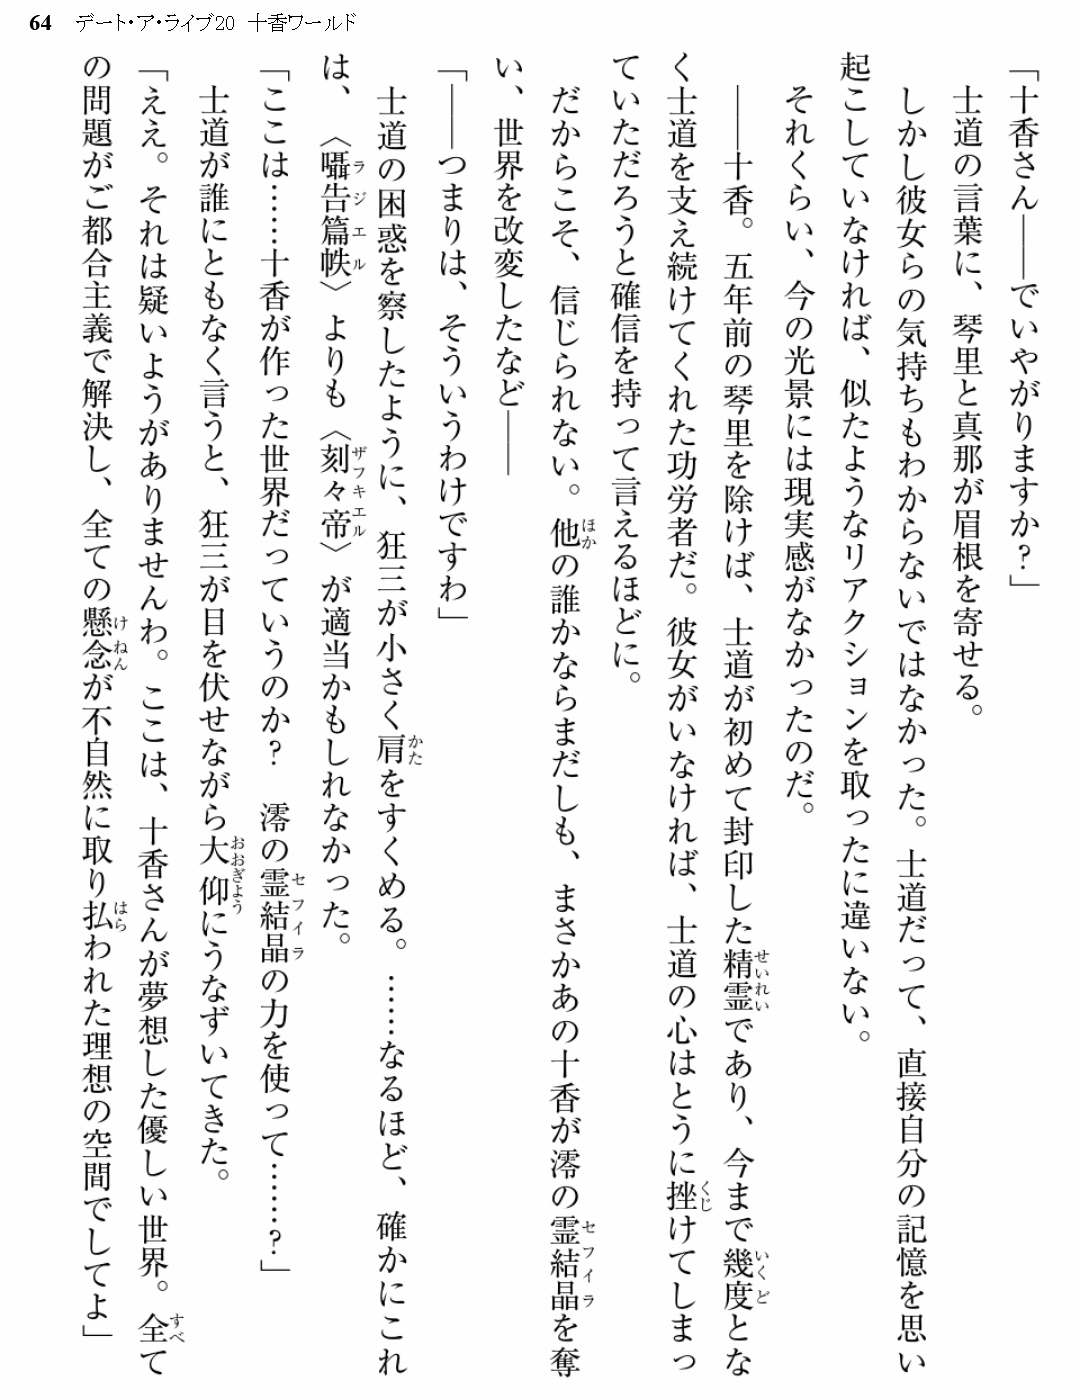 64 デート・ア・ライブ20 十香ワールド
「十香さん――でいやがりますか？」
士道の言葉に、琴里と真那が眉根を寄せる。
しかし彼女らの気持ちもわからないではなかった。士道だって、直接自分の記憶を思い
起こしていなければ、似たようなリアクションを取ったに違いない。
それくらい、今の光景には現実感がなかったのだ。
――十香。五年前の琴里を除けば、士道が初めて封印した精霊であり、今まで幾度とな
く士道を支え続けてくれた功労者だ。彼女がいなければ、士道の心はとうに挫けてしまっ
ていただろうと確信を持って言えるほどに。
だからこそ、信じられない。他の誰かならまだしも、まさかあの十香が澪の霊結晶を奪
い、世界を改変したなど――
「――つまりは、そういうわけですわ」
士道の困惑を察したように、狂三が小さく肩をすくめる。……なるほど、確かにこれ
は、〈囁告篇帙〉よりも〈刻々帝〉が適当かもしれなかった。
「ここは……十香が作った世界だっていうのか？　澪の霊結晶の力を使って……？」
士道が誰にともなく言うと、狂三が目を伏せながら大仰にうなずいてきた。
「ええ。それは疑いようがありませんわ。ここは、十香さんが夢想した優しい世界。全て
の問題がご都合主義で解決し、全ての懸念が不自然に取り払われた理想の空間でしてよ」